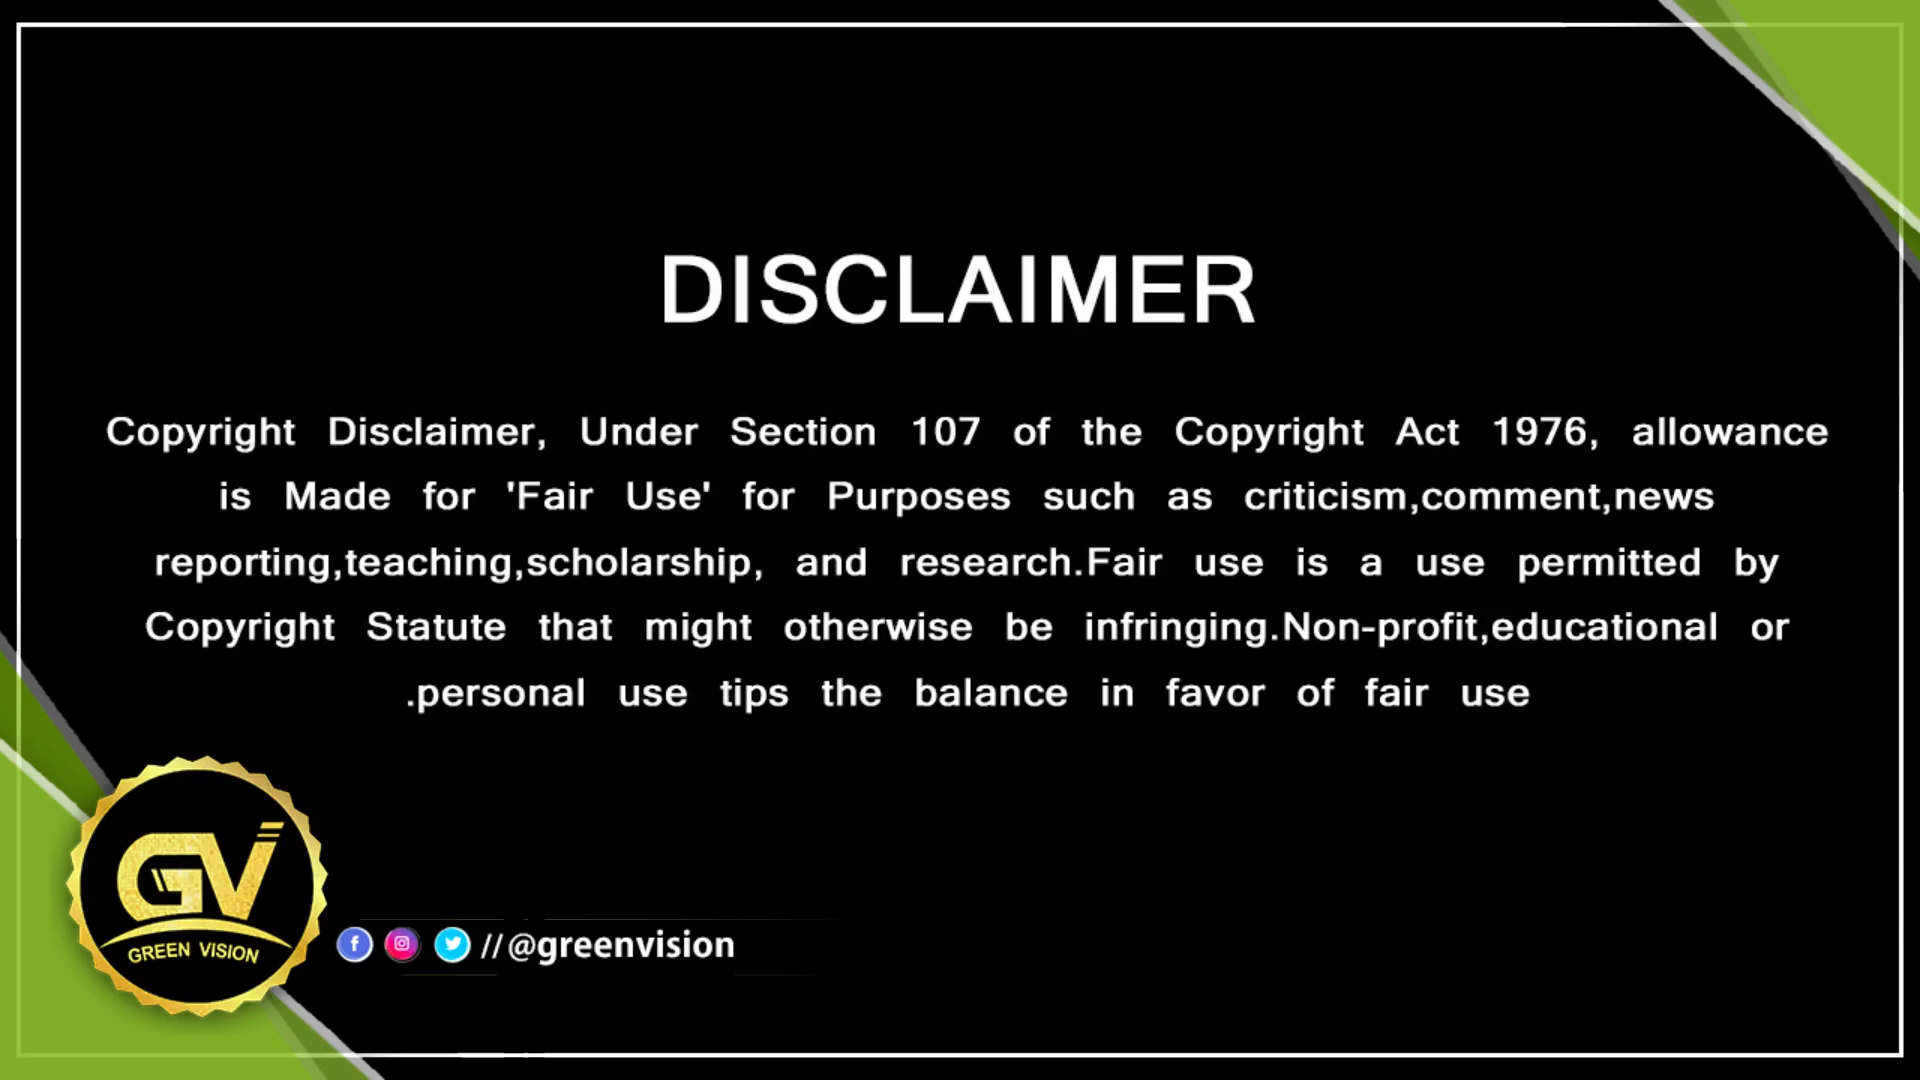 DISCLAIMER
Copyright Disclaimer, Under Section 107 of the Copyright Act 1976, allowance
is Made for 'Fair Use' for Purposes such as criticism,comment,news
reporting,teaching,scholarship, and research.Fair use is a use permitted by
Copyright Statute that might otherwise be infringing.Non-profit,educational or
.personal use tips the balance in favor of fair use
GV
GREEN VISION
//@greenvision